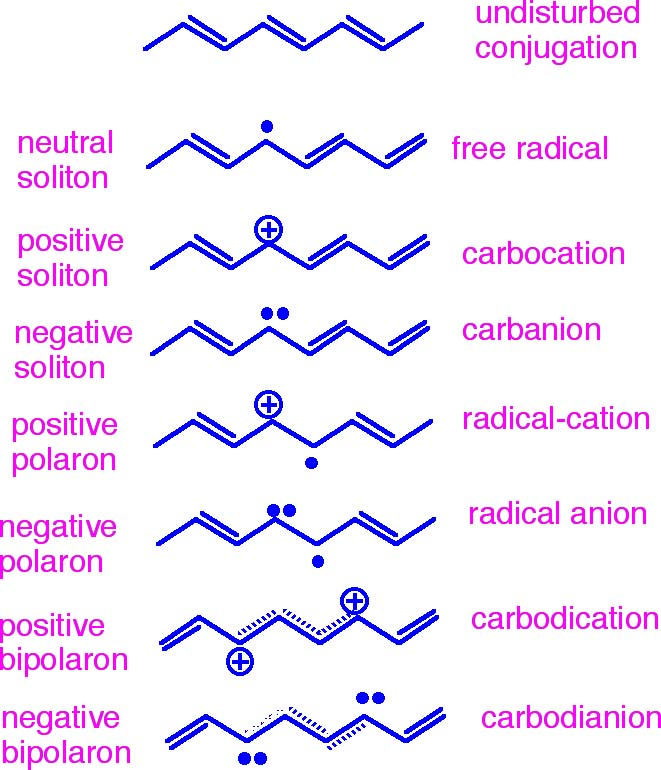 undisturbed
conjugation
neutral
soliton
free radical
positive
soliton
carbocation
negative
soliton
carbanion
positive
polaron
radical-cation
negative
polaron
radical anion
positive
bipolaron
carbodication
negative
bipolaron
carbodianion